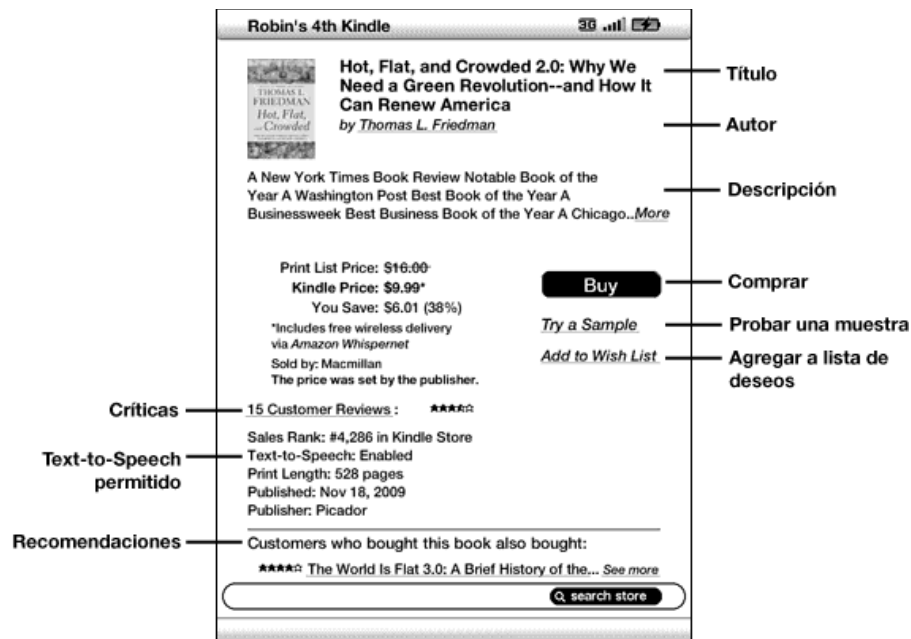 Robin's 4th Kindle 3G
THOMAS L.
FRIEDMAN
Hot, Flat,
and Crowded
Hot, Flat, and Crowded 2.0: Why We
Need a Green Revolution--and How It
Can Renew America
by Thomas L. Friedman
Título
Autor
A New York Times Book Review Notable Book of the
Year A Washington Post Best Book of the Year A
Businessweek Best Business Book of the Year A Chicago..More
Descripción
Print List Price: $16.00
Kindle Price: $9.99*
You Save: $6.01 (38%)
*Includes free wireless delivery
via Amazon Whispernet
Sold by: Macmillan
The price was set by the publisher.
Buy
Comprar
Try a Sample
Probar una muestra
Add to Wish List
Agregar a lista de
deseos
Críticas
15 Customer Reviews :
Sales Rank: #4,286 in Kindle Store
Text-to-Speech: Enabled
Print Length: 528 pages
Published: Nov 18, 2009
Publisher: Picador
Text-to-Speech
permitido
Recomendaciones
Customers who bought this book also bought:
The World Is Flat 3.0: A Brief History of the... See more
search store